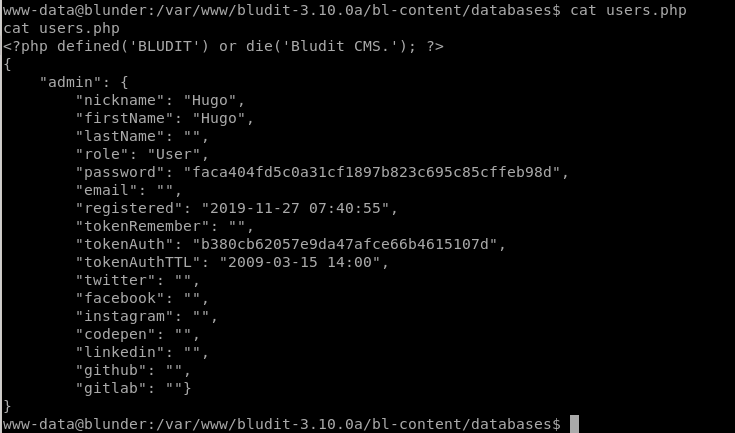 www-data@blunder:/var/www/bludit-3.10.0a/bl-content/databases$ cat users.php
cat users.php
<?php defined('BLUDIT') or die('Bludit CMS.'); ?>
{
    "admin": {
        "nickname": "Hugo",
        "firstName": "Hugo",
        "lastName": "",
        "role": "User",
        "password": "faca404fd5c0a31cf1897b823c695c85cffeb98d",
        "email": "",
        "registered": "2019-11-27 07:40:55",
        "tokenRemember": "",
        "tokenAuth": "b380cb62057e9da47afce66b4615107d",
        "tokenAuthTTL": "2009-03-15 14:00",
        "twitter": "",
        "facebook": "",
        "instagram": "",
        "codepen": "",
        "linkedin": "",
        "github": "",
        "gitlab": ""}
}
www-data@blunder:/var/www/bludit-3.10.0a/bl-content/databases$